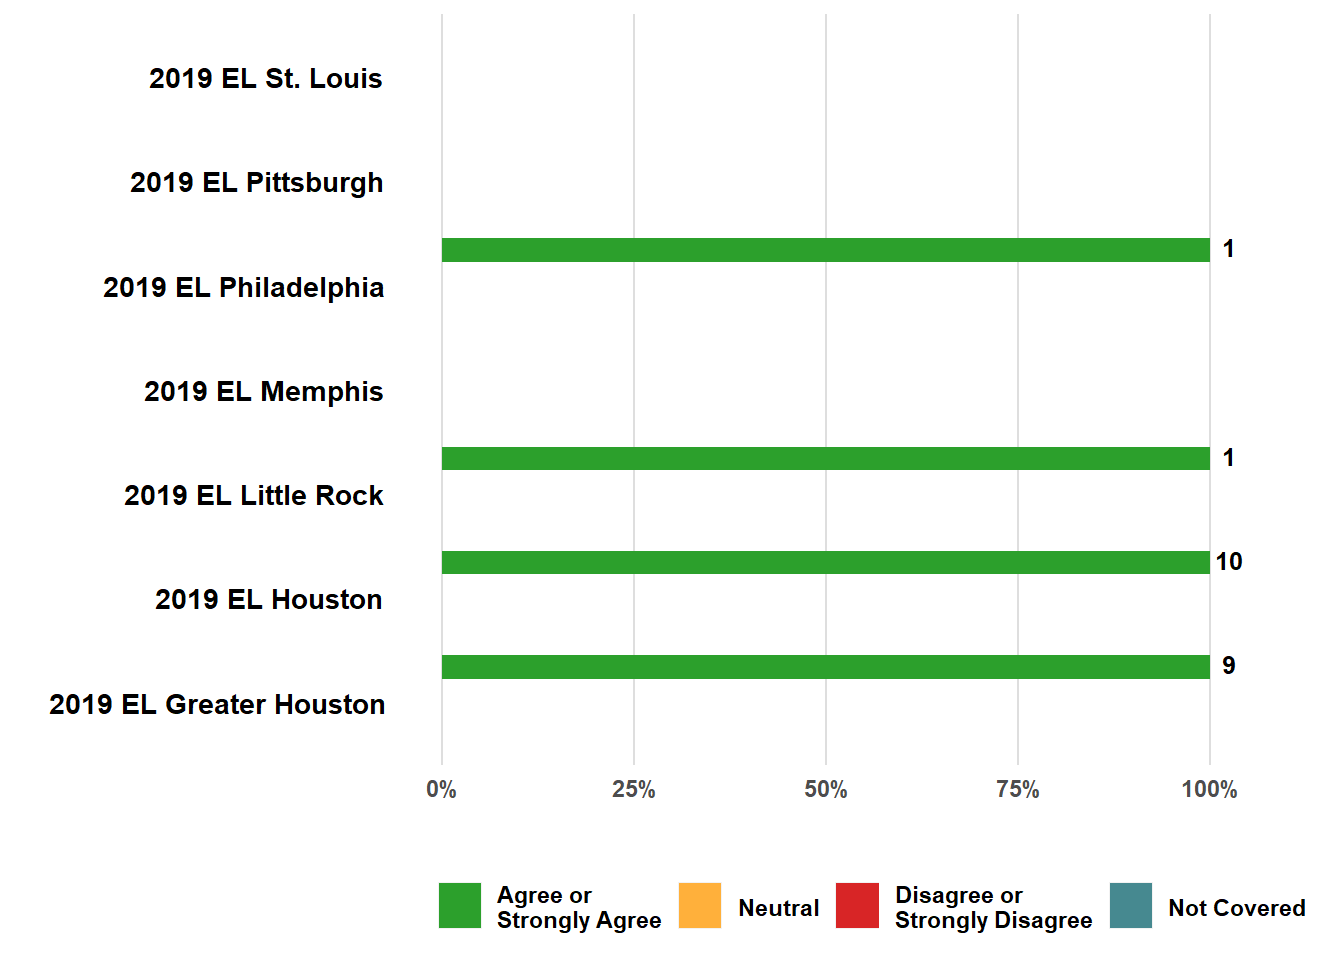 2019 EL St. Louis
2019 EL Pittsburgh
1
2019 EL Philadelphia
2019 EL Memphis
1
2019 EL Little Rock
10
2019 EL Houston
9
2019 EL Greater Houston
0% 25% 50% 75% 100%
Agree or
Strongly Agree
Neutral
Disagree or
Strongly Disagree
Not Covered